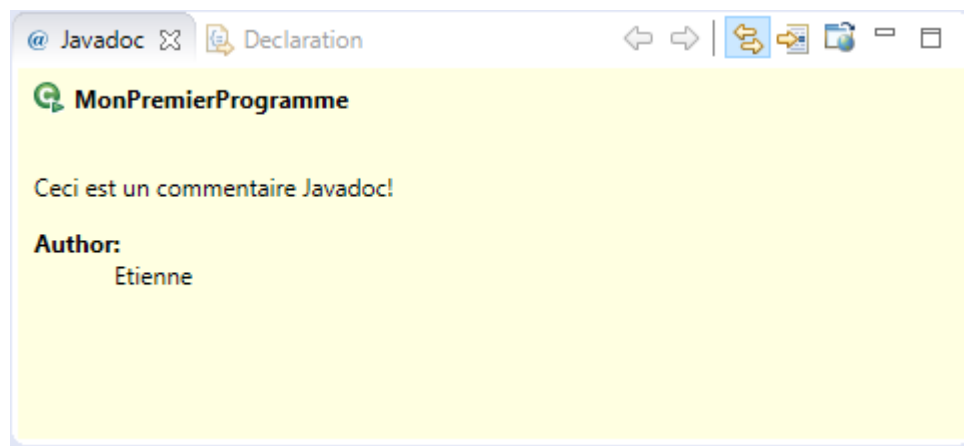 @ Javadoc Declaration
MonPremierProgramme
Ceci est un commentaire Javadoc!
Author:
Etienne